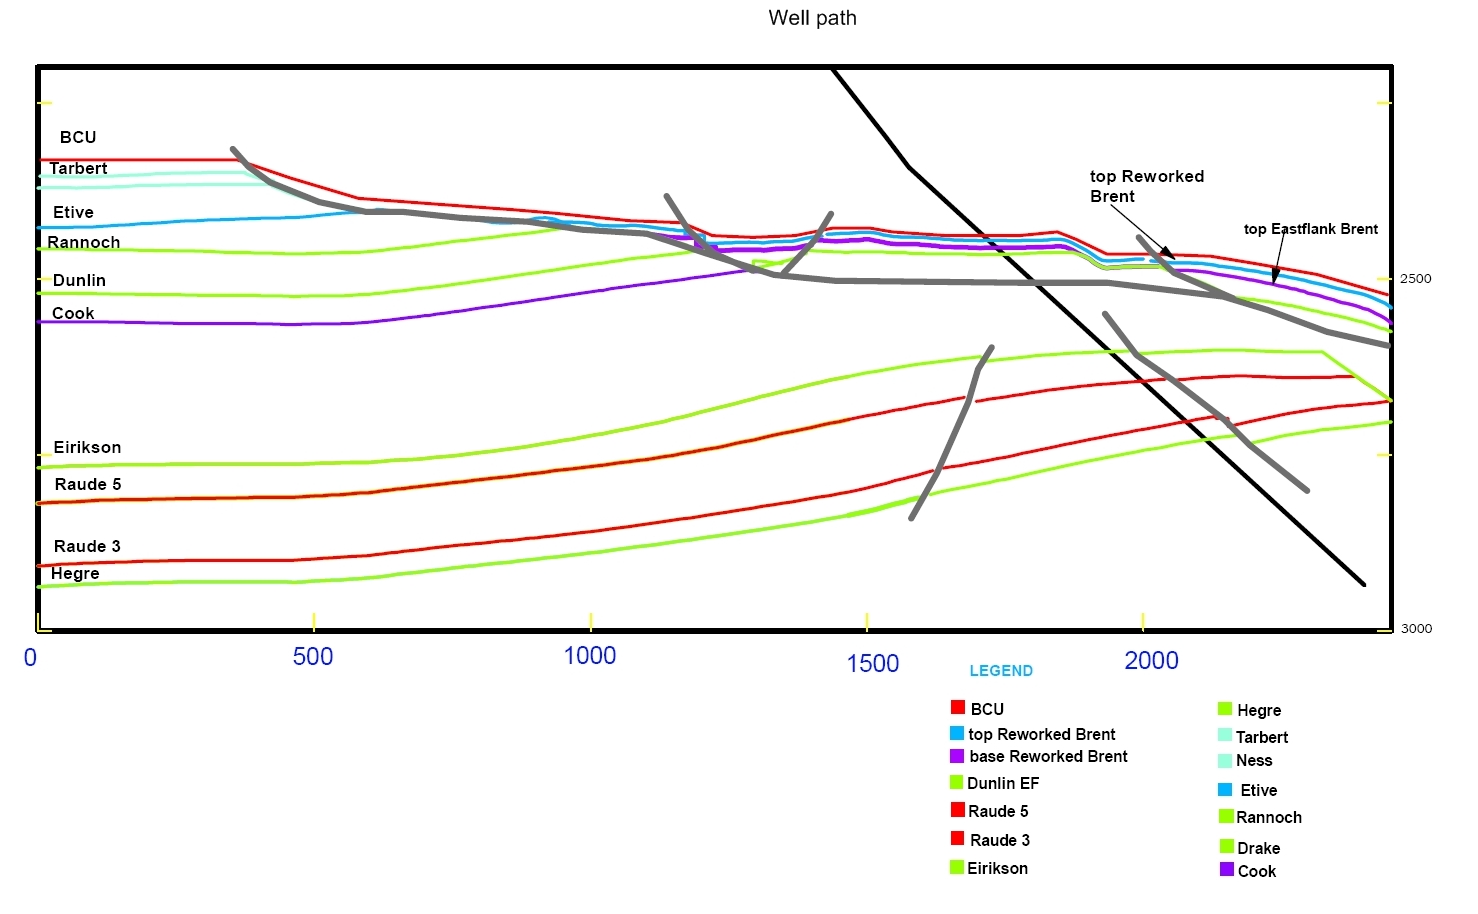 Well path
BCU
Tarbert
top Reworked
Brent
Etive
top Eastflank Brent
Rannoch
Dunlin
2500
Cook
Eirikson
Raude 5
Raude 3
Hegre
3000
0
500
1000
1500
2000
LEGEND
BCU
top Reworked Brent
base Reworked Brent
Dunlin EF
Raude 5
Raude 3
Eirikson
Hegre
Tarbert
Ness
Etive
Rannoch
Drake
Cook